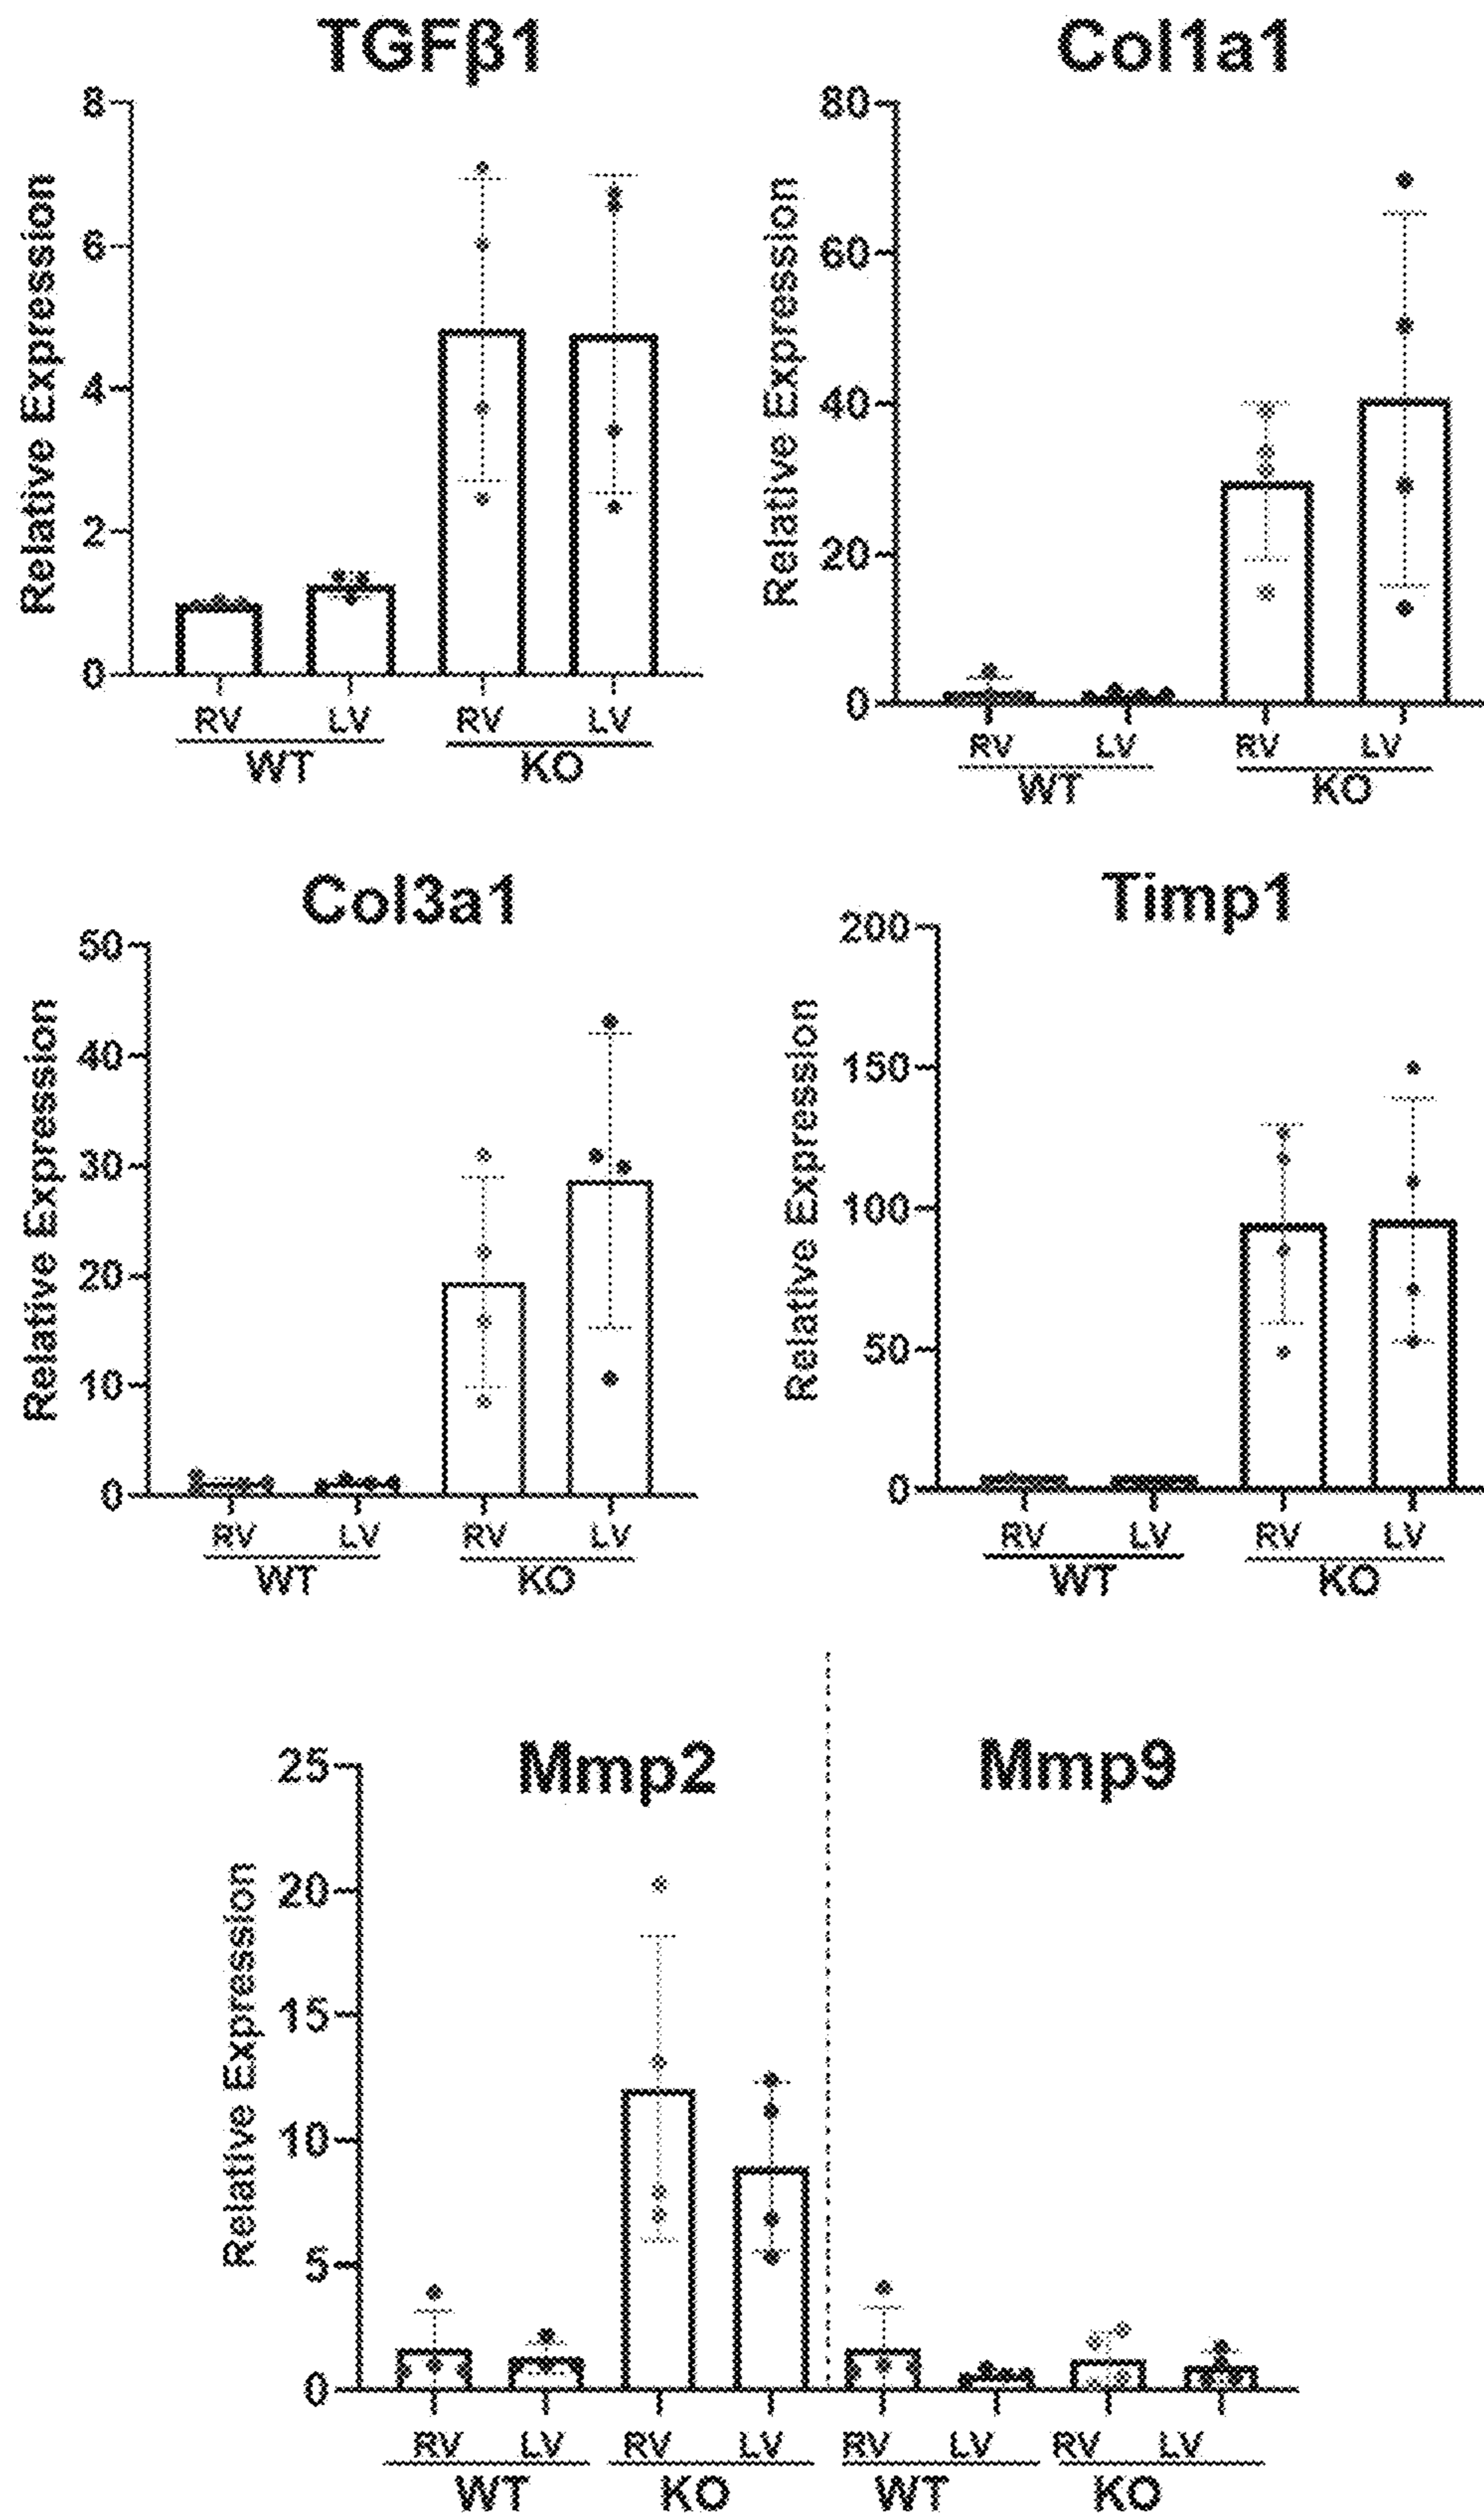 TGFβ1
Relative Expression
8
6
4
2
0
RV LV RV LV
WT KO
Col1a1
Relative Expression
80
60
40
20
0
RV LV RV LV
WT KO
Col3a1
Relative Expression
50
40
30
20
10
0
RV LV RV LV
WT KO
Timp1
Relative Expression
200
150
100
50
0
RV LV RV LV
WT KO
Mmp2 Mmp9
Relative Expression
25
20
15
10
5
0
RV LV RV LV RV LV RV LV
WT KO WT KO